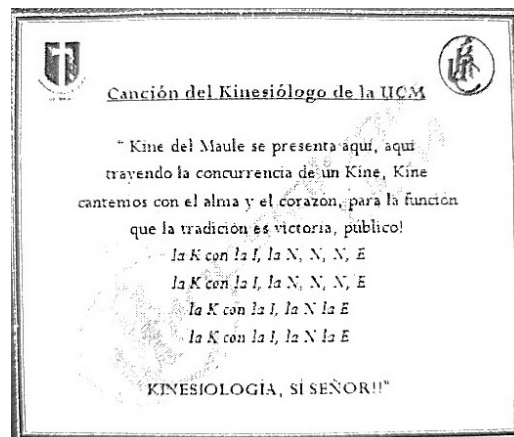 Canción del Kinesiólogo de la UCM
“ Kine del Maule se presenta aquí, aquí
trayendo la concurrencia de un Kine, Kine
cantemos con el alma y el corazón, para la función
que la tradición es victoria, público!
la K con la I, la N, N, N, E
la K con la I, la N, N, N, E
la K con la I, la N la E
la K con la I, la N la E
KINESIOLOGÍA, SÍ SEÑOR!!”